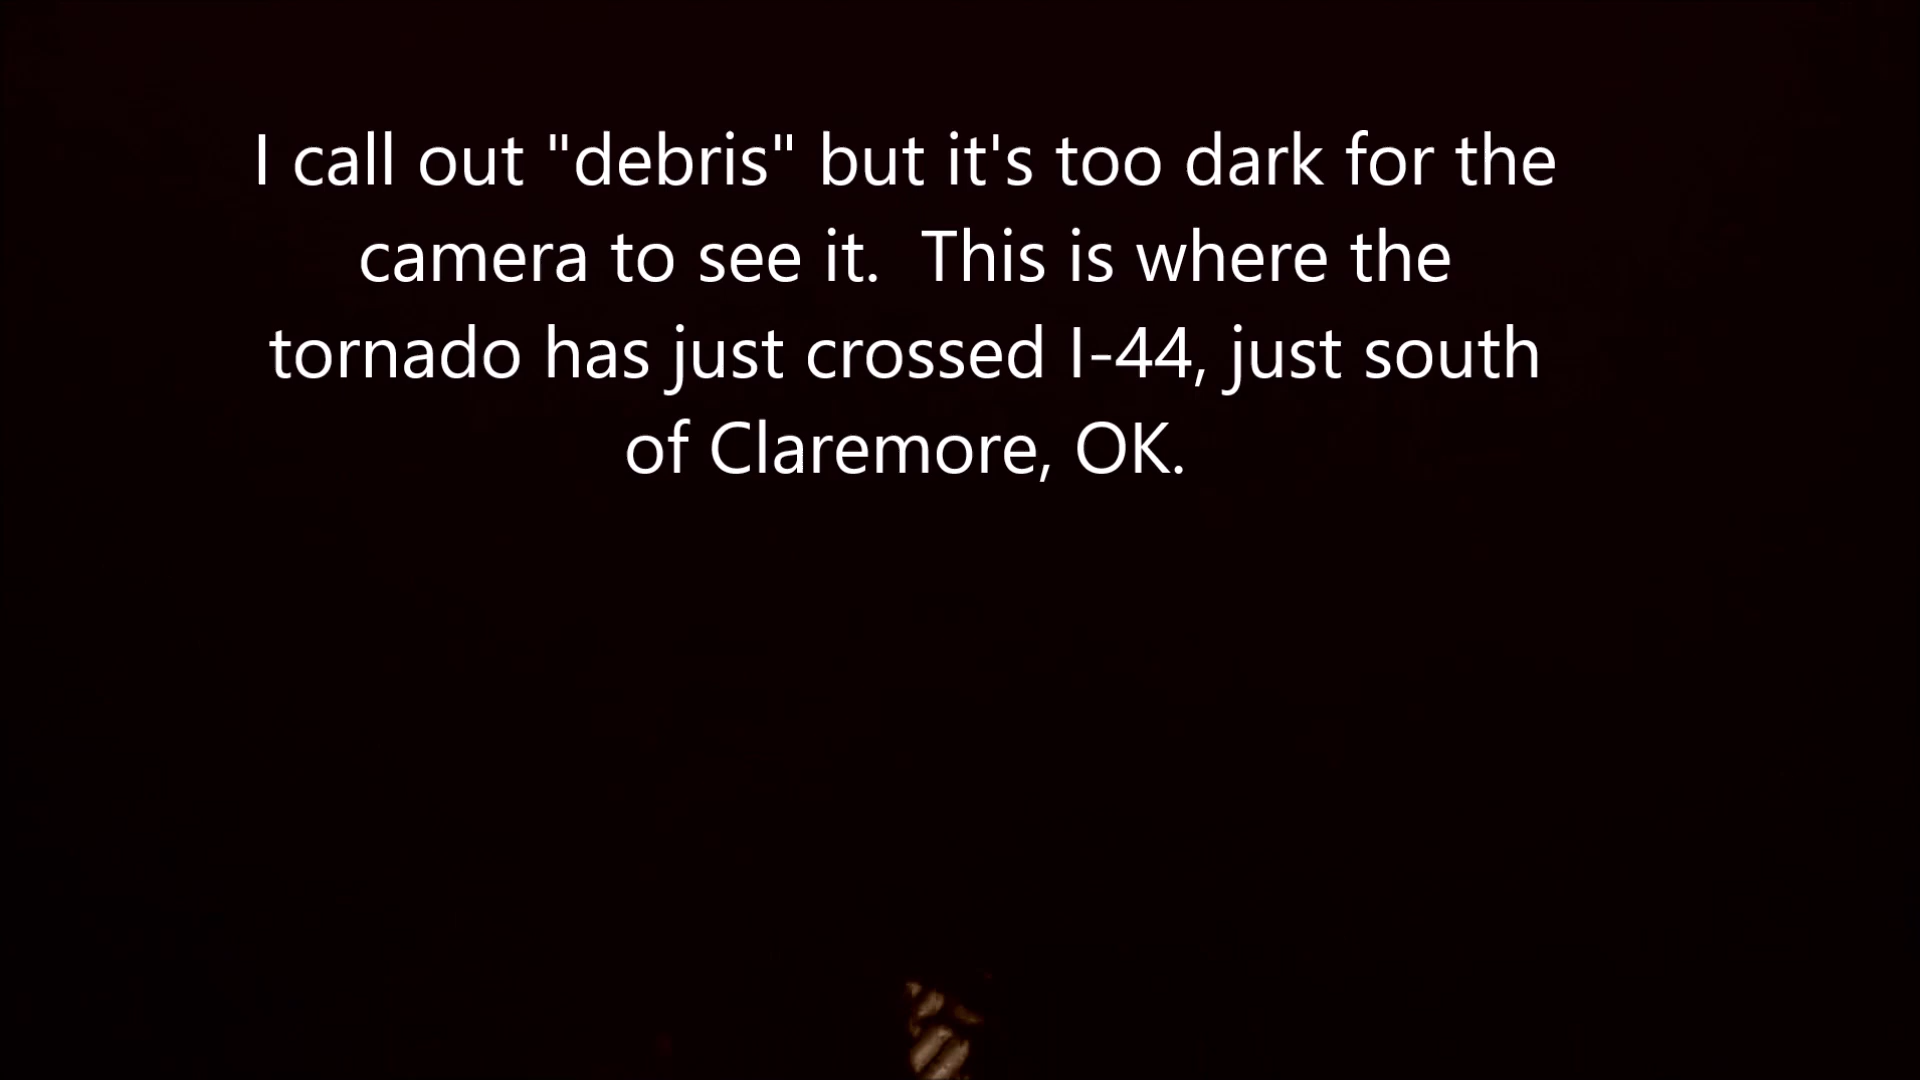 I call out "debris" but it's too dark for the
camera to see it.  This is where the
tornado has just crossed I-44, just south
of Claremore, OK.